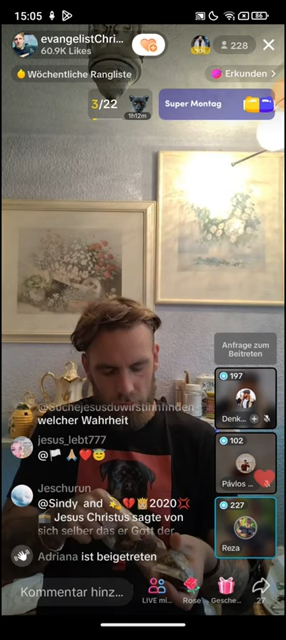 15:05
86
evangelistChri...
60.9K Likes
228
Wöchentliche Rangliste
Erkunden >
3/22
1h12m
Super Montag
Anfrage zum
Beitreten
197
Denk...
102
Pávlos ...
227
Reza
@Suchejesusduwirstihnfinden
welcher Wahrheit
jesus_lebt777
@🏳️ 🙏🏽❤️😇
Jeschurun
@Sindy and 💫💔⏳2020💢
📸 Jesus Christus sagte von
sich selber das er Gott der
Adriana ist beigetreten
Kommentar hinz...
LIVE mi...
Rose
Gesche...
27